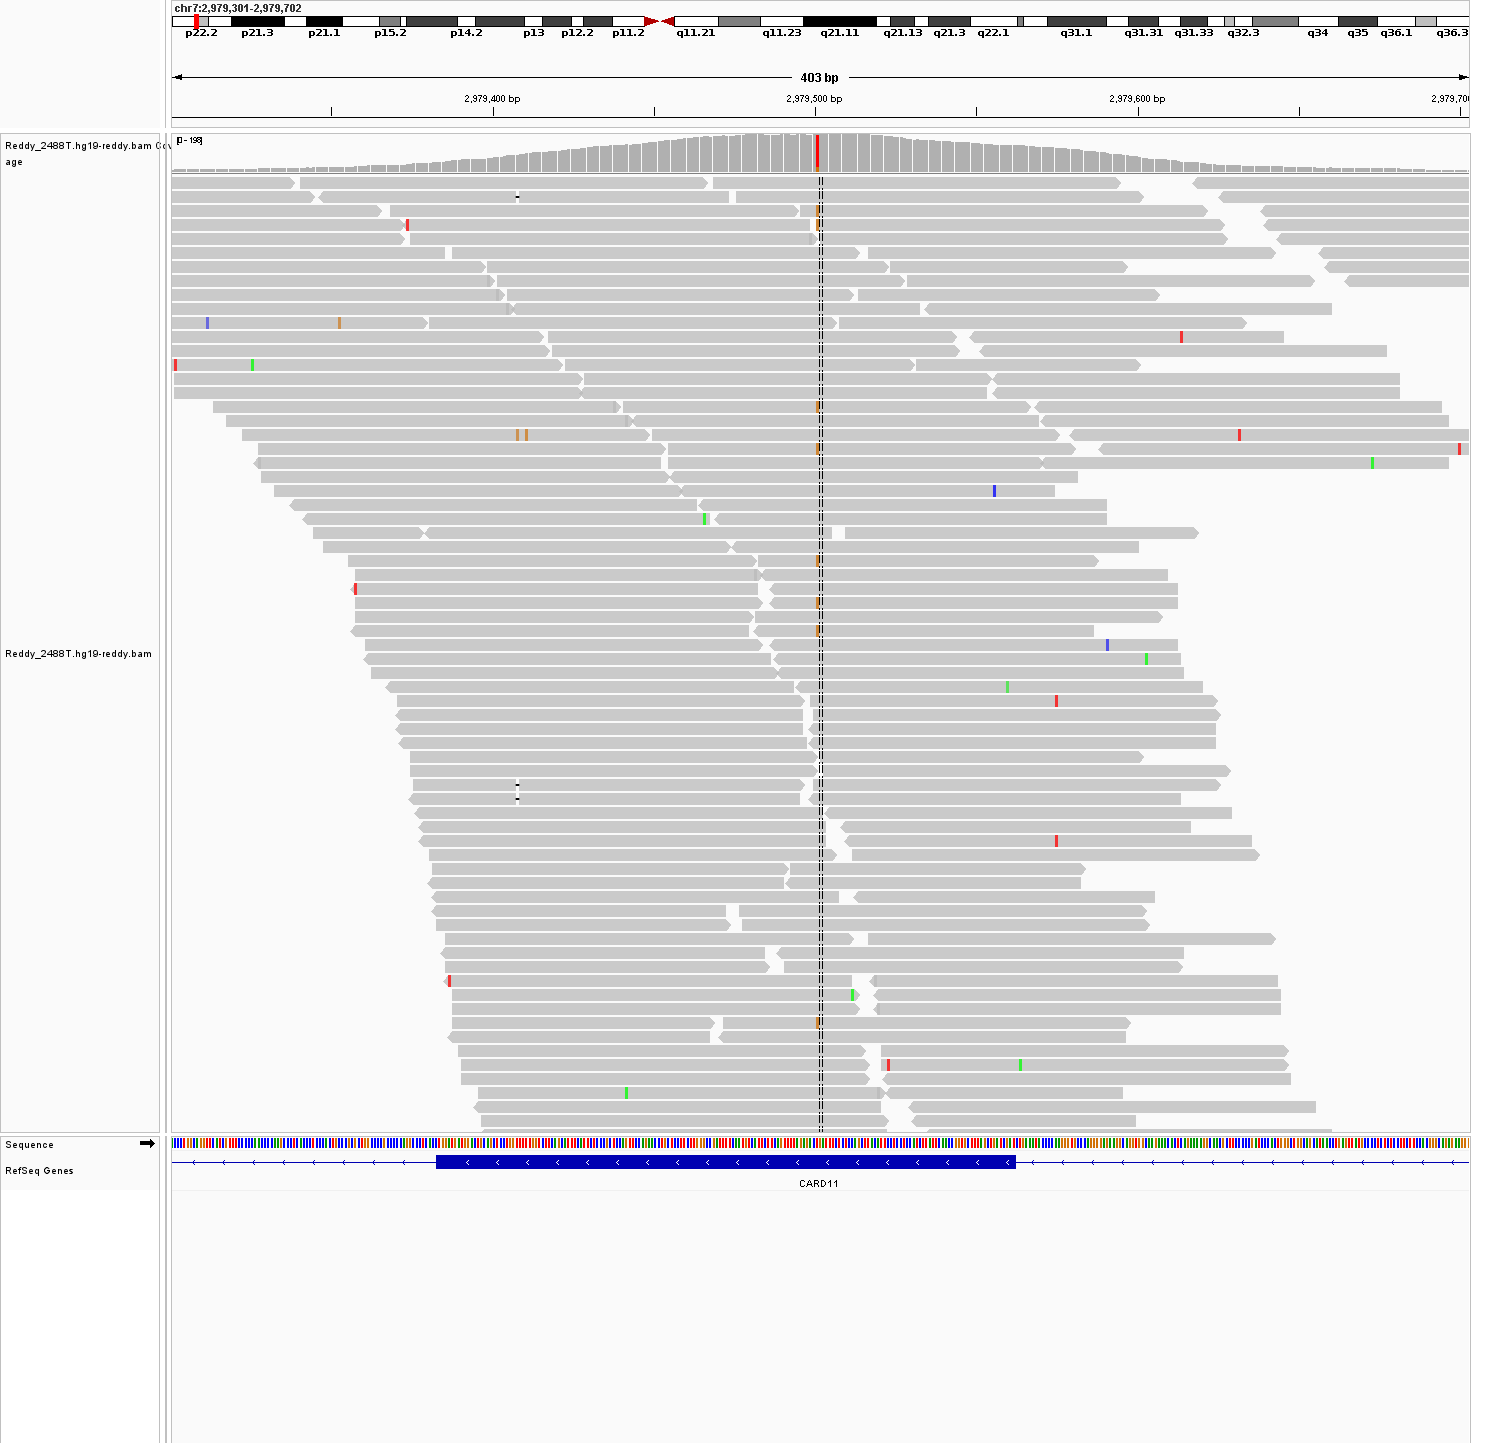 chr7:2,979,301-2,979,702
p22.2 p21.3 p21.1 p15.2 p14.2 p13 p12.2 p11.2 q11.21 q11.23 q21.11 q21.13 q21.3 q22.1 q31.1 q31.31 q31.33 q32.3 q34 q35 q36.1 q36.3
403 bp
2,979,400 bp 2,979,500 bp 2,979,600 bp 2,979,700
Reddy_2488T.hg19-reddy.bam Cov
age
[0 - 198]
Reddy_2488T.hg19-reddy.bam
Sequence
RefSeq Genes
CARD11